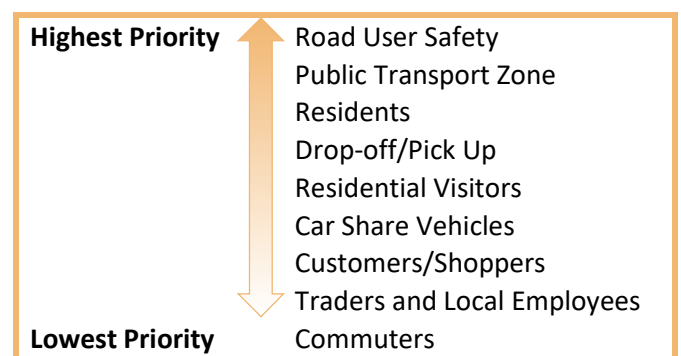 Highest Priority Road User Safety
Public Transport Zone
Residents
Drop-off/Pick Up
Residential Visitors
Car Share Vehicles
Customers/Shoppers
Traders and Local Employees
Lowest Priority Commuters